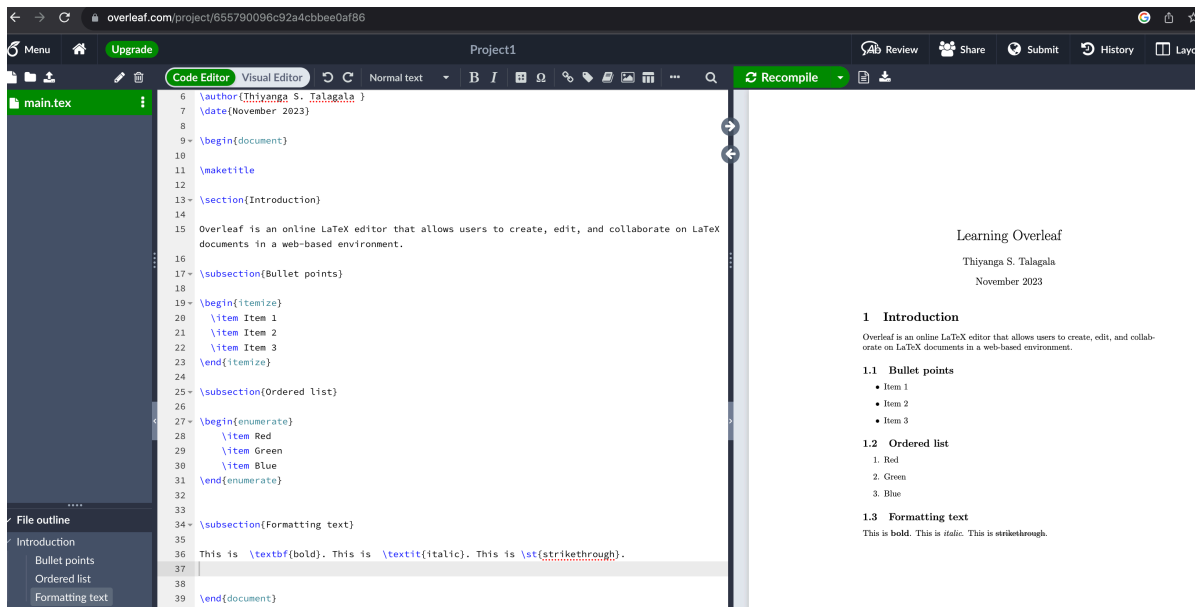 overleaf.com/project/655790096c92a4cbbee0af86
Menu Upgrade Project1 Review Share Submit History Layo
Code Editor Visual Editor Normal text B I Ω Recompile
main.tex
6 \author{Thiyanga S. Talagala }
7 \date{November 2023}
8
9 \begin{document}
10
11 \maketitle
12
13 \section{Introduction}
14
15 Overleaf is an online LaTeX editor that allows users to create, edit, and collaborate on LaTeX
documents in a web-based environment.
16
17 \subsection{Bullet points}
18
19 \begin{itemize}
20 \item Item 1
21 \item Item 2
22 \item Item 3
23 \end{itemize}
24
25 \subsection{Ordered list}
26
27 \begin{enumerate}
28 \item Red
29 \item Green
30 \item Blue
31 \end{enumerate}
32
33
34 \subsection{Formatting text}
35
36 This is \textbf{bold}. This is \textit{italic}. This is \st{strikethrough}.
37
38
39 \end{document}
File outline
Introduction
Bullet points
Ordered list
Formatting text
Learning Overleaf
Thiyanga S. Talagala
November 2023
1 Introduction
Overleaf is an online LaTeX editor that allows users to create, edit, and collab-
orate on LaTeX documents in a web-based environment.
1.1 Bullet points
• Item 1
• Item 2
• Item 3
1.2 Ordered list
1. Red
2. Green
3. Blue
1.3 Formatting text
This is bold. This is italic. This is strikethrough.